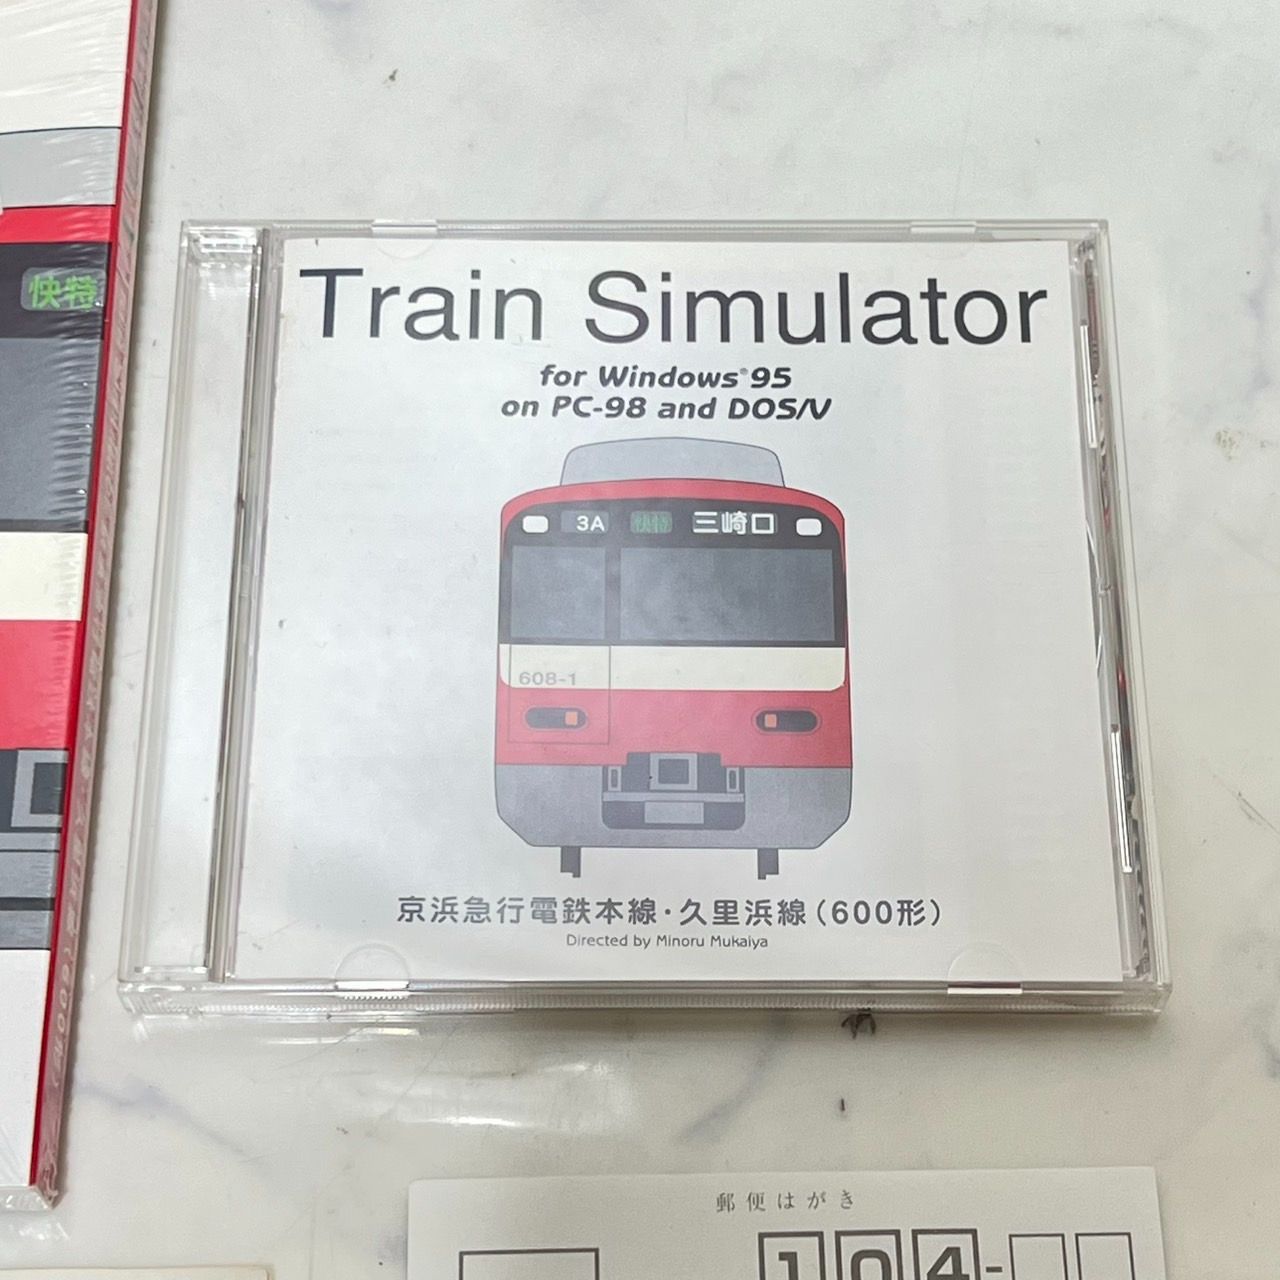 快特
Train Simulator
for Windows®95
on PC-98 and DOS/V
3A 快特 三崎口
608-1
京浜急行電鉄本線・久里浜線(600形)
Directed by Minoru Mukaiya
郵便はがき
104-